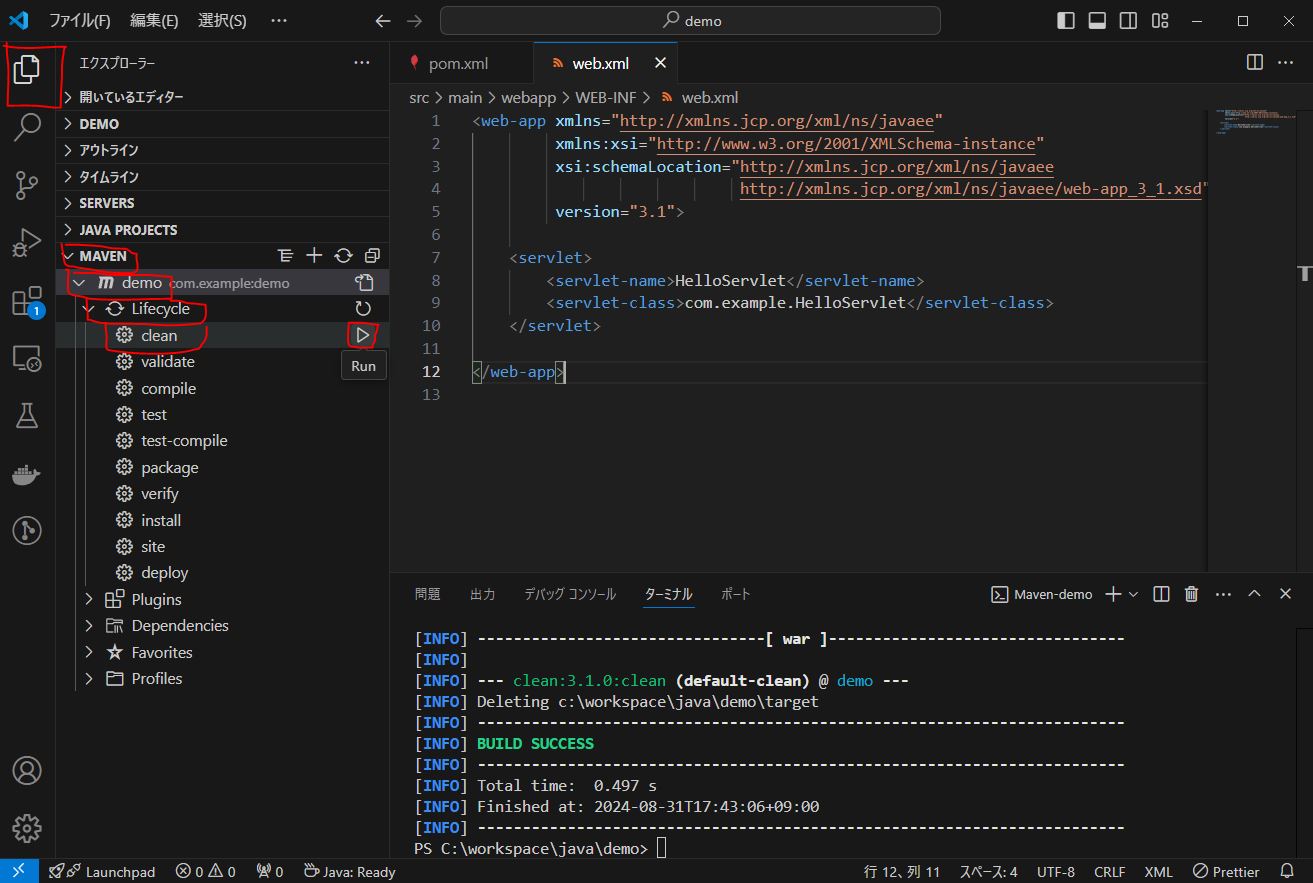 ファイル(F) 編集(E) 選択(S) ··· demo
エクスプローラー ···
開いているエディター
DEMO
アウトライン
タイムライン
SERVERS
JAVA PROJECTS
MAVEN
demo com.example:demo
Lifecycle
clean
Run
validate
compile
test
test-compile
package
verify
install
site
deploy
Plugins
Dependencies
Favorites
Profiles
1
pom.xml web.xml
src > main > webapp > WEB-INF > web.xml
1 <web-app xmlns="http://xmlns.jcp.org/xml/ns/javaee"
2 xmlns:xsi="http://www.w3.org/2001/XMLSchema-instance"
3 xsi:schemaLocation="http://xmlns.jcp.org/xml/ns/javaee
4 http://xmlns.jcp.org/xml/ns/javaee/web-app_3_1.xsd"
5 version="3.1">
6
7 <servlet>
8 <servlet-name>HelloServlet</servlet-name>
9 <servlet-class>com.example.HelloServlet</servlet-class>
10 </servlet>
11
12 </web-app>
13
問題 出力 デバッグ コンソール ターミナル ポート Maven-demo
[INFO] --------------------------------[ war ]---------------------------------
[INFO]
[INFO] --- clean:3.1.0:clean (default-clean) @ demo ---
[INFO] Deleting c:\workspace\java\demo\target
[INFO] ------------------------------------------------------------------------
[INFO] BUILD SUCCESS
[INFO] ------------------------------------------------------------------------
[INFO] Total time:  0.497 s
[INFO] Finished at: 2024-08-31T17:43:06+09:00
[INFO] ------------------------------------------------------------------------
PS C:\workspace\java\demo>
Launchpad 0 0 0 Java: Ready 行 12、列 11 スペース: 4 UTF-8 CRLF XML Prettier